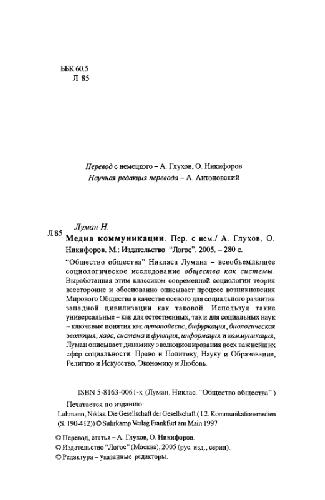 ББК 60.5
Л 85
Перевод с немецкого – А. Глухов, О. Никифоров
Научная редакция перевода – А. Антоновский
Луман Н.
Л 85
Медиа коммуникации. Пер. с нем./ А. Глухов, О.
Никифоров. М.: Издательство "Логос". 2005, – 280 с.
"Общество общества" Никласа Лумана – всеобъемлющее
социологическое исследование общества как системы.
Выработанная этим классиком современной социологии теория
всесторонне и обоснованно описывает процесс возникновения
Мирового Общества в качестве основ для социального развития
западной цивилизации как таковой. Используя такие
универсальные – как для естественных, так и для социальных наук
– ключевые понятия как аутопойесис, бифуркация, биологическая
эволюция, хаос, система и функция, информация и коммуникация,
Луман описывает динамику эволюционирования всех важнейших
сфер социальности: Право и Политику, Науку и Образование,
Религию и Искусство, Экономику и Любовь.
ISBN 5-8163-0061-х (Луман, Никлас. "Общество общества")
Печатается по изданию:
Luhmann, Niklas. Die Gesellschaft der Gesellschaft ( I.2. Kommunikationsmedien
(S. 190-412)) © Suhrkamp Verlag Frankfurt am Main 1997
© Перевод, статья – А. Глухов, О. Никифоров.
© Издательство "Логос" (Москва), 2005 (рус. изд., серия).
© Редактура – указанные редакторы.